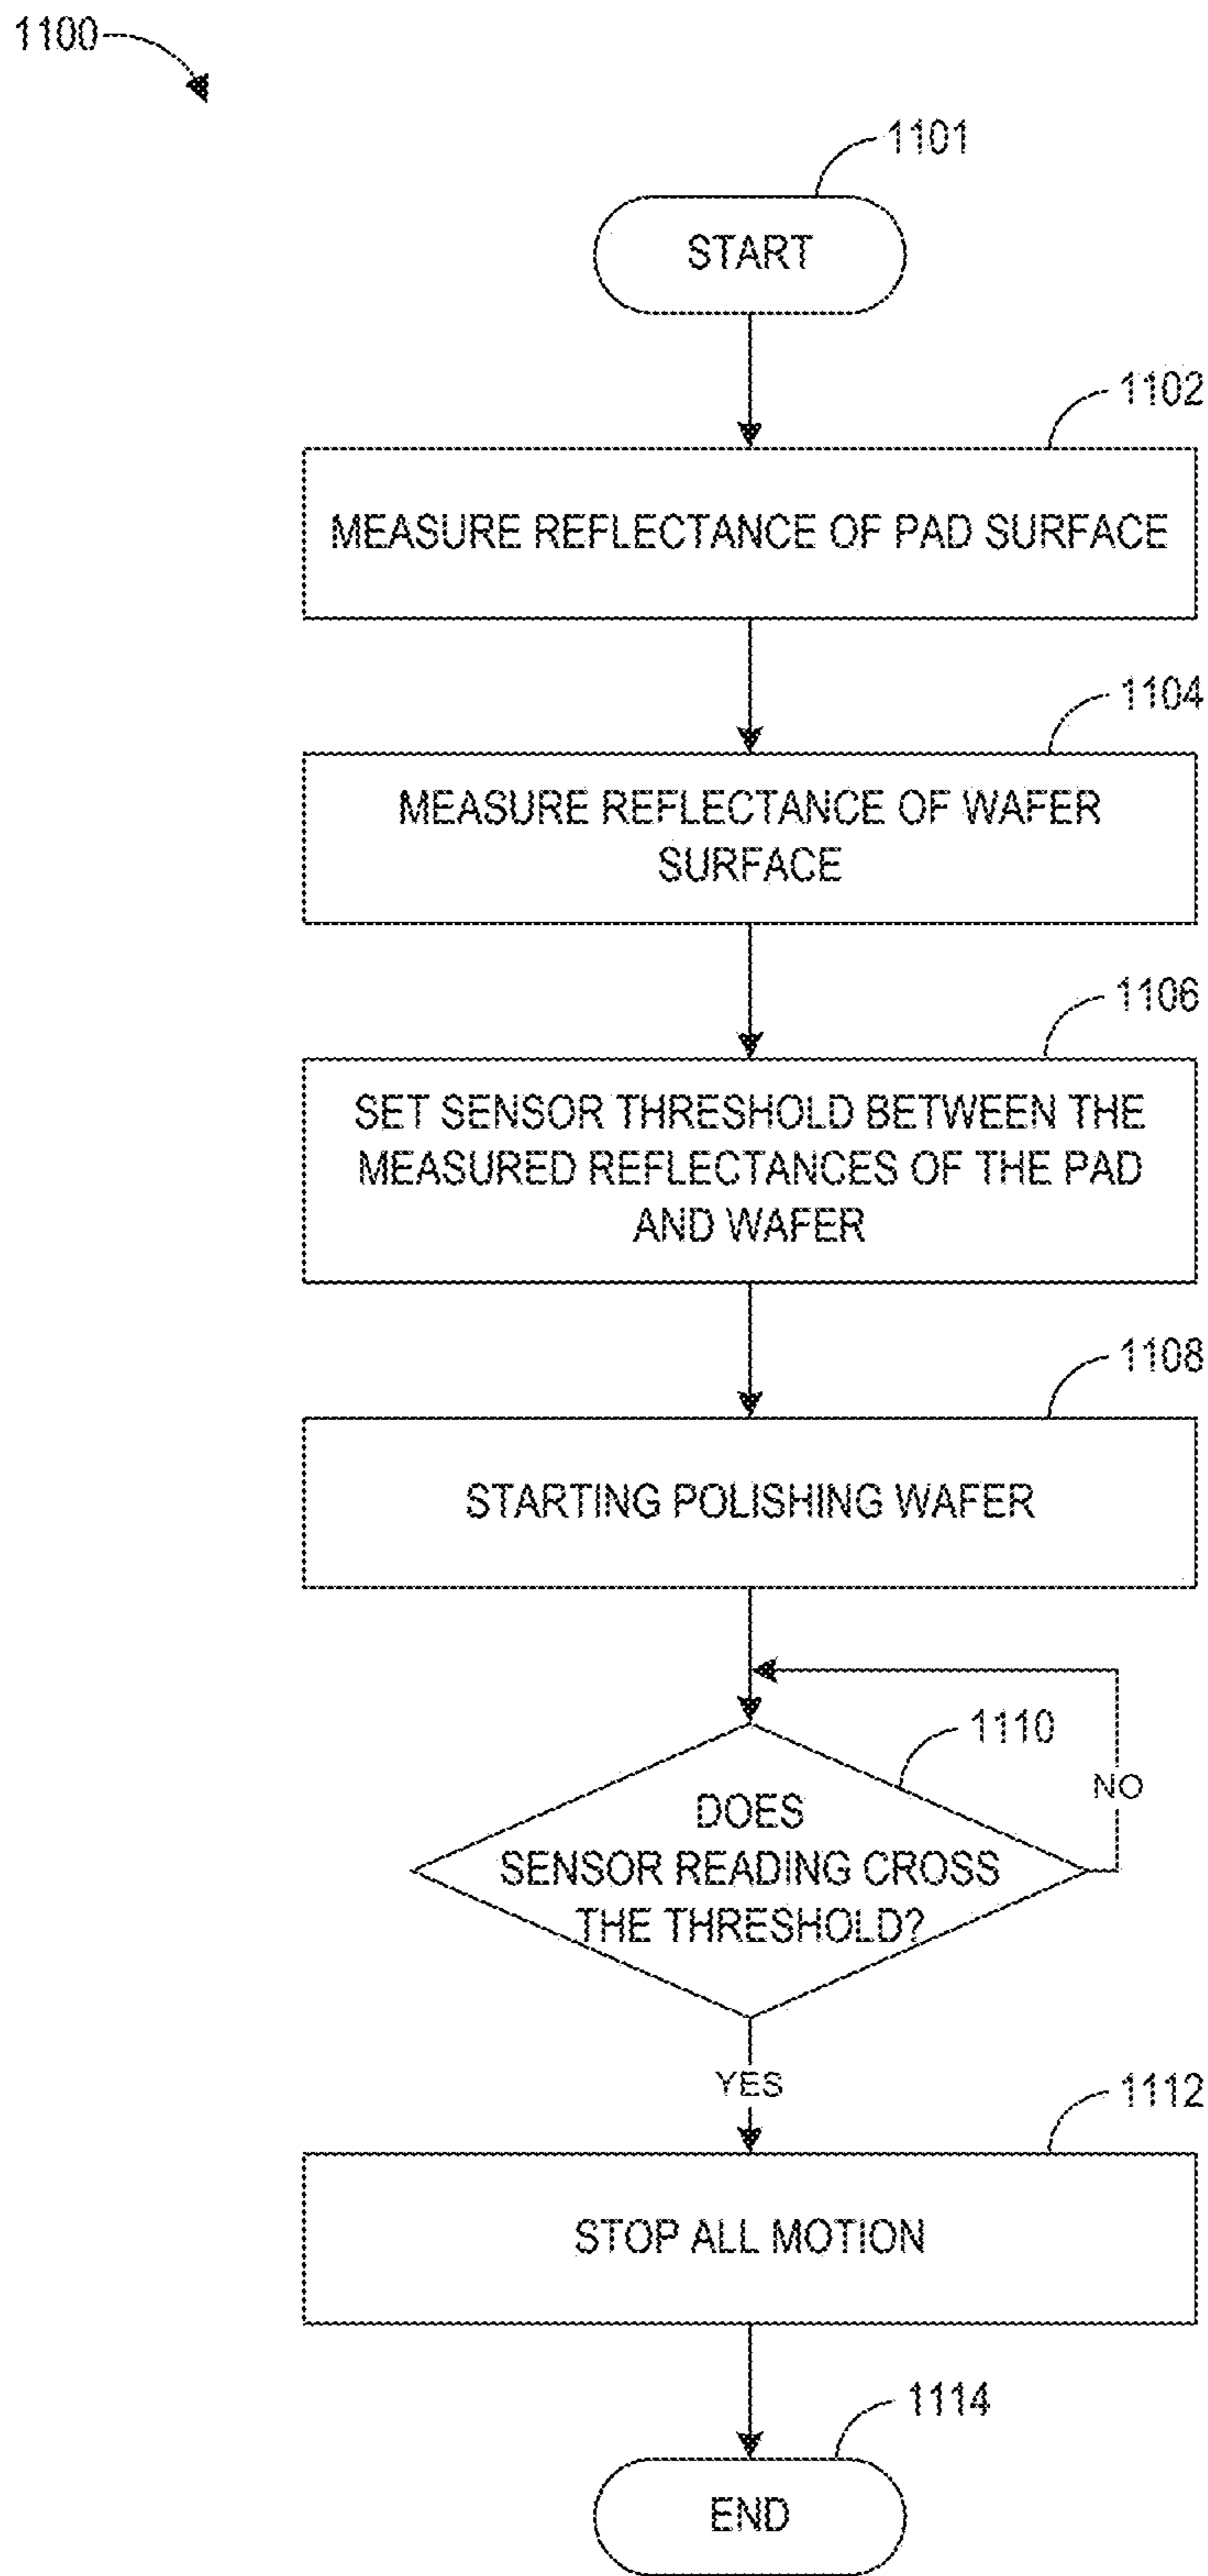 1100
1101
START
1102
MEASURE REFLECTANCE OF PAD SURFACE
1104
MEASURE REFLECTANCE OF WAFER
SURFACE
1106
SET SENSOR THRESHOLD BETWEEN THE
MEASURED REFLECTANCES OF THE PAD
AND WAFER
1108
STARTING POLISHING WAFER
1110
DOES
SENSOR READING CROSS
THE THRESHOLD?
NO
YES
1112
STOP ALL MOTION
1114
END